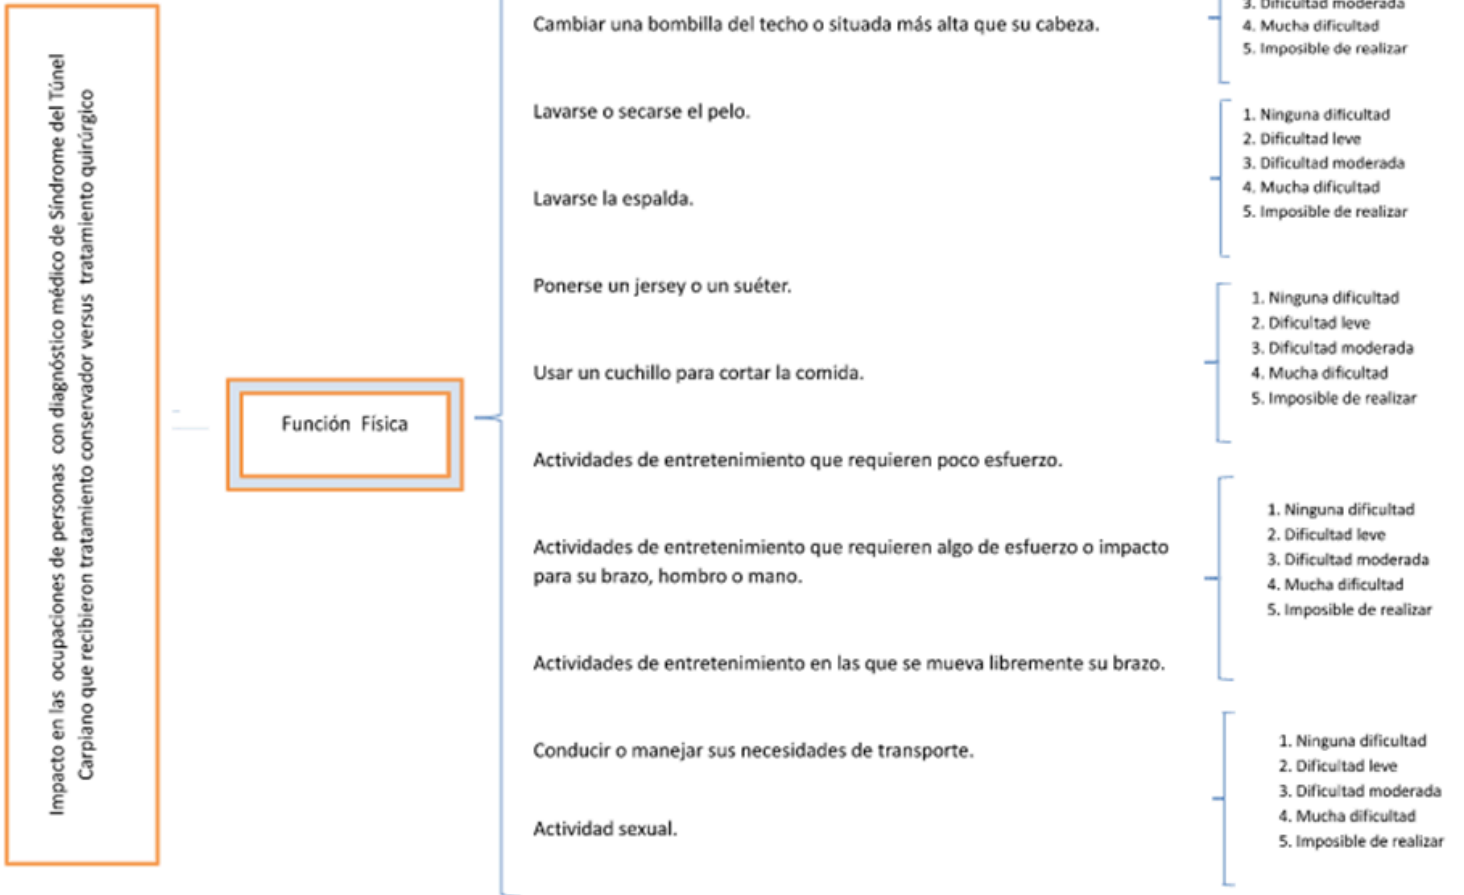 Impacto en las ocupaciones de personas con diagnóstico médico de Síndrome del Túnel
Carpiano que recibieron tratamiento conservador versus tratamiento quirúrgico
Función Física
Cambiar una bombilla del techo o situada más alta que su cabeza.
Lavarse o secarse el pelo.
Lavarse la espalda.
Ponerse un jersey o un suéter.
Usar un cuchillo para cortar la comida.
Actividades de entretenimiento que requieren poco esfuerzo.
Actividades de entretenimiento que requieren algo de esfuerzo o impacto
para su brazo, hombro o mano.
Actividades de entretenimiento en las que se mueva libremente su brazo.
Conducir o manejar sus necesidades de transporte.
Actividad sexual.
3. Dificultad moderada
4. Mucha dificultad
5. Imposible de realizar
1. Ninguna dificultad
2. Dificultad leve
3. Dificultad moderada
4. Mucha dificultad
5. Imposible de realizar
1. Ninguna dificultad
2. Dificultad leve
3. Dificultad moderada
4. Mucha dificultad
5. Imposible de realizar
1. Ninguna dificultad
2. Dificultad leve
3. Dificultad moderada
4. Mucha dificultad
5. Imposible de realizar
1. Ninguna dificultad
2. Dificultad leve
3. Dificultad moderada
4. Mucha dificultad
5. Imposible de realizar